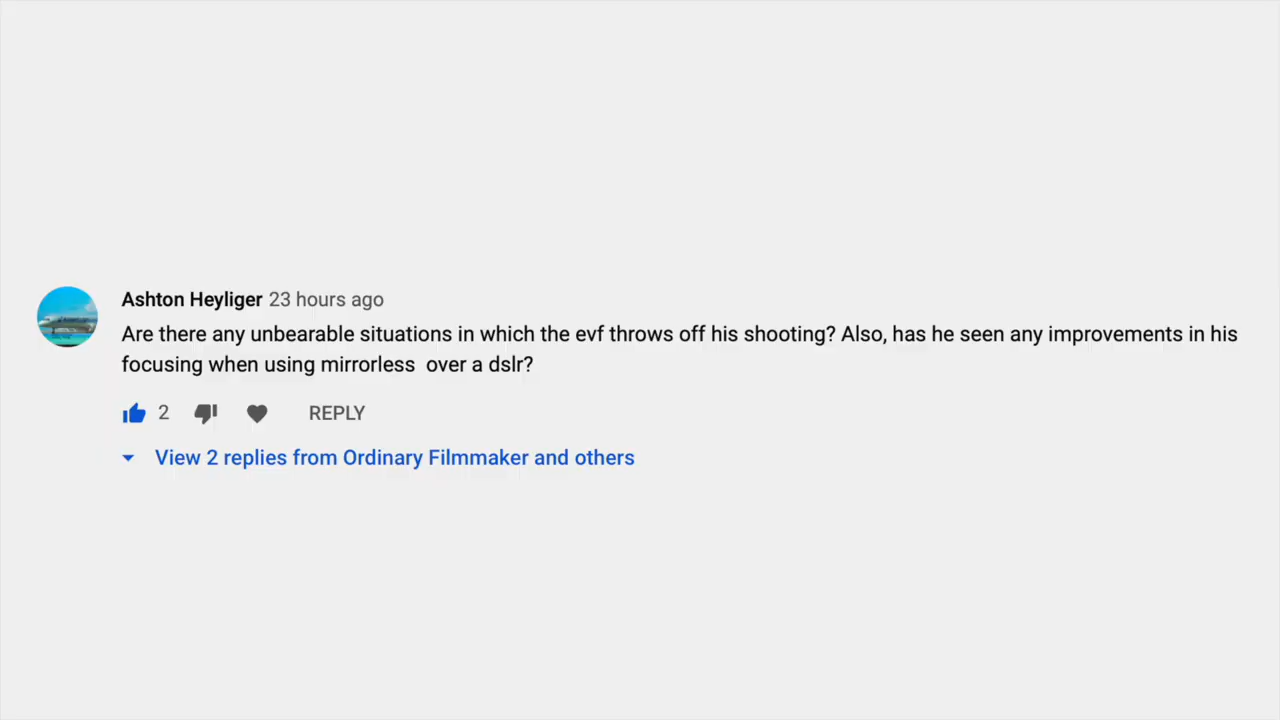 Ashton Heyliger 23 hours ago
Are there any unbearable situations in which the evf throws off his shooting? Also, has he seen any improvements in his
focusing when using mirrorless  over a dslr?
2 REPLY
View 2 replies from Ordinary Filmmaker and others